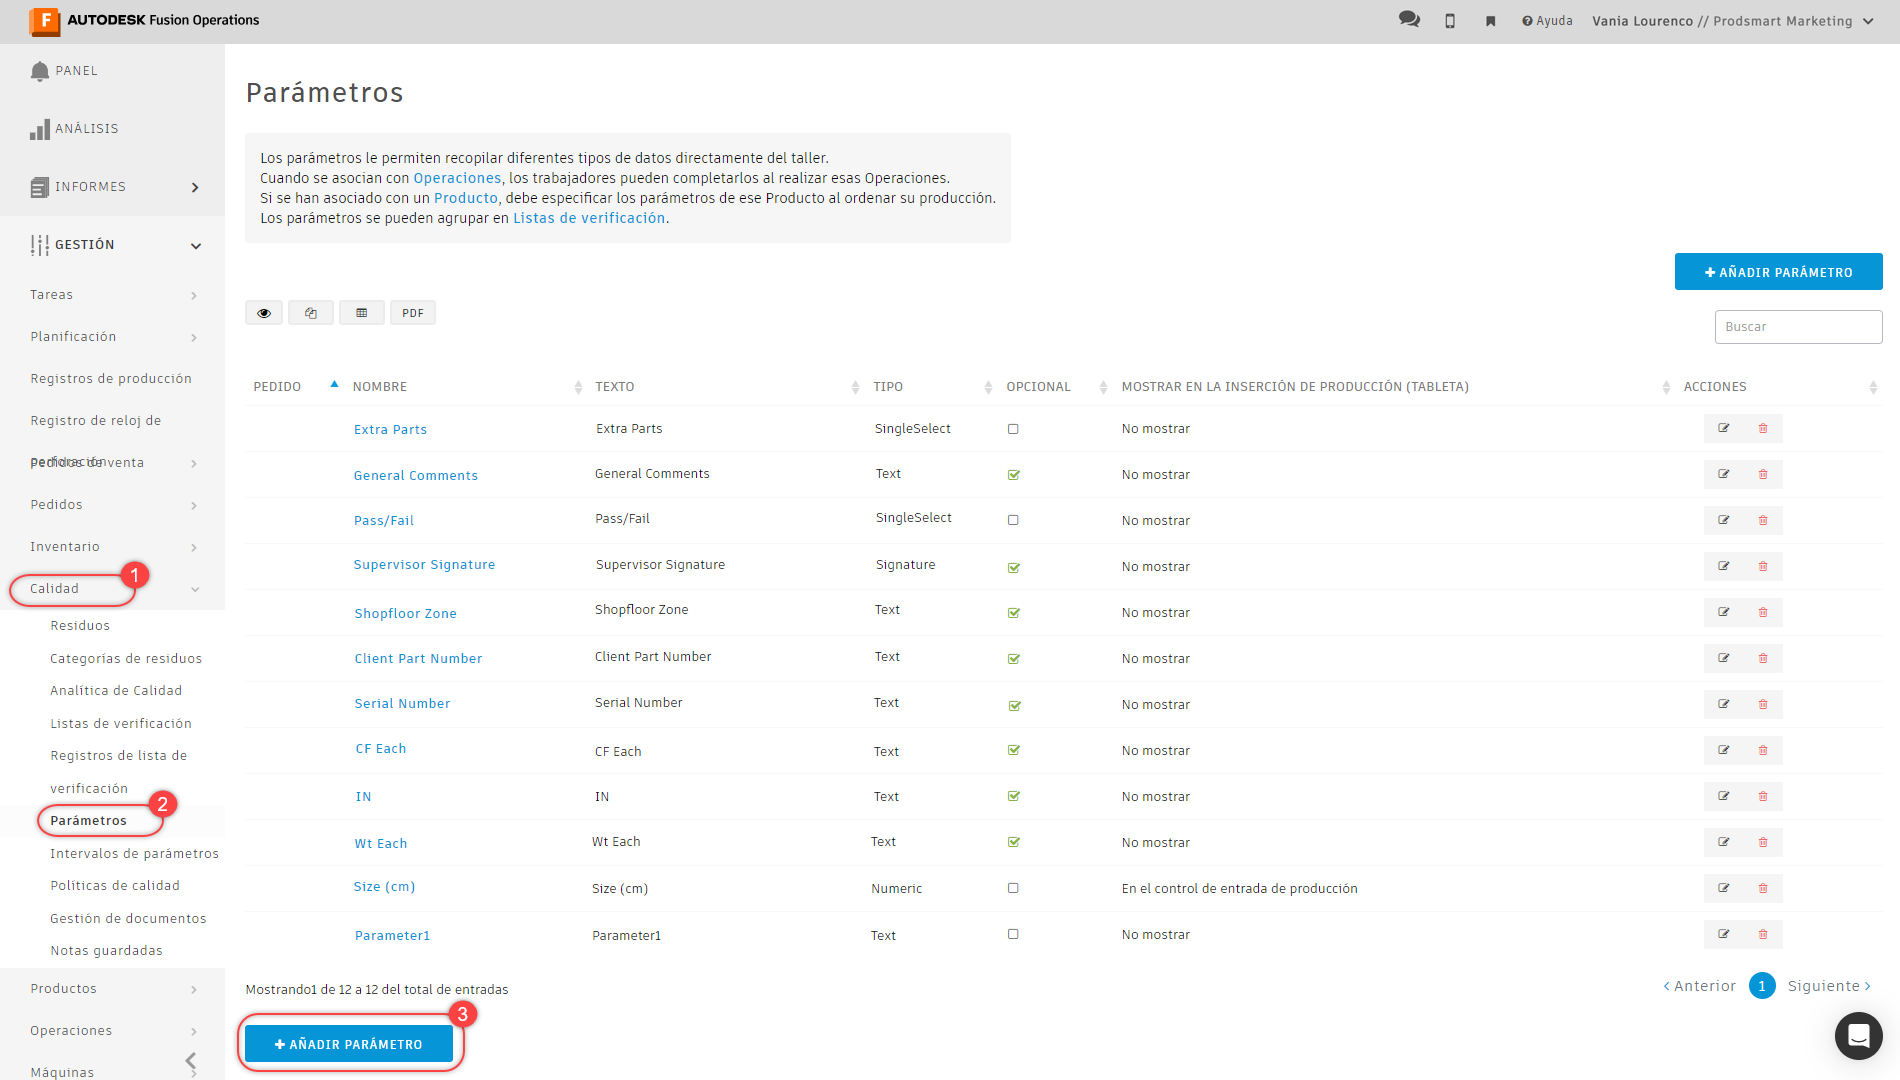 AUTODESK Fusion Operations
Ayuda
Vania Lourenco // Prodsmart Marketing
PANEL
ANÁLISIS
INFORMES
GESTIÓN
Tareas
Planificación
Registros de producción
Registro de reloj de
perforación
Pedidos de venta
Pedidos
Inventario
Calidad
1
Residuos
Categorías de residuos
Analítica de Calidad
Listas de verificación
Registros de lista de
verificación
Parámetros
2
Intervalos de parámetros
Políticas de calidad
Gestión de documentos
Notas guardadas
Productos
Operaciones
Máquinas
Parámetros
Los parámetros le permiten recopilar diferentes tipos de datos directamente del taller.
Cuando se asocian con Operaciones, los trabajadores pueden completarlos al realizar esas Operaciones.
Si se han asociado con un Producto, debe especificar los parámetros de ese Producto al ordenar su producción.
Los parámetros se pueden agrupar en Listas de verificación.
+ AÑADIR PARÁMETRO
PDF
Buscar
PEDIDO NOMBRE TEXTO TIPO OPCIONAL MOSTRAR EN LA INSERCIÓN DE PRODUCCIÓN (TABLETA) ACCIONES
Extra Parts Extra Parts SingleSelect No mostrar
General Comments General Comments Text No mostrar
Pass/Fail Pass/Fail SingleSelect No mostrar
Supervisor Signature Supervisor Signature Signature No mostrar
Shopfloor Zone Shopfloor Zone Text No mostrar
Client Part Number Client Part Number Text No mostrar
Serial Number Serial Number Text No mostrar
CF Each CF Each Text No mostrar
IN IN Text No mostrar
Wt Each Wt Each Text No mostrar
Size (cm) Size (cm) Numeric En el control de entrada de producción
Parameter1 Parameter1 Text No mostrar
Mostrando1 de 12 a 12 del total de entradas
< Anterior 1 Siguiente >
3
+ AÑADIR PARÁMETRO